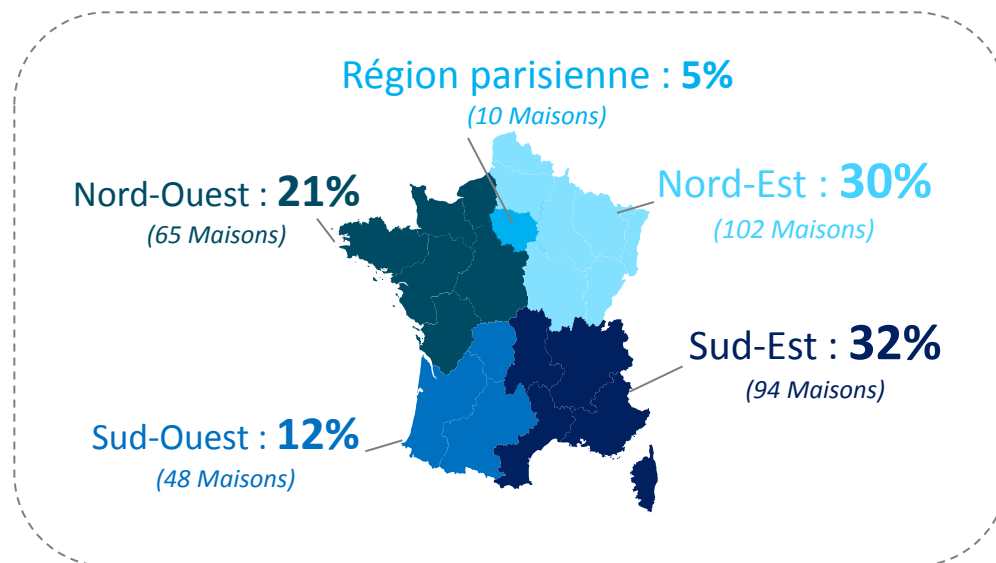 Région parisienne : 5%
(10 Maisons)
Nord-Ouest : 21%
(65 Maisons)
Nord-Est : 30%
(102 Maisons)
Sud-Est : 32%
(94 Maisons)
Sud-Ouest : 12%
(48 Maisons)